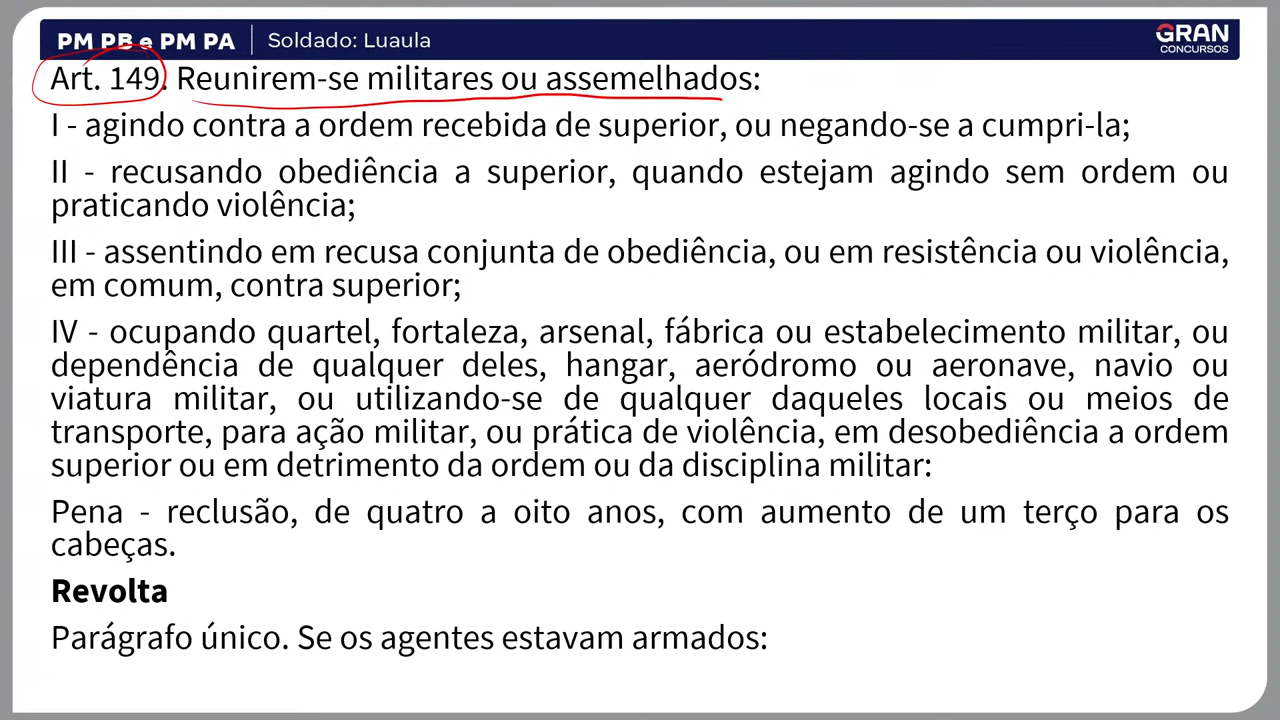 PM PB e PM PA | Soldado: Luaula
GRAN
CONCURSOS
Art. 149. Reunirem-se militares ou assemelhados:
I - agindo contra a ordem recebida de superior, ou negando-se a cumpri-la;
II - recusando obediência a superior, quando estejam agindo sem ordem ou
praticando violência;
III - assentindo em recusa conjunta de obediência, ou em resistência ou violência,
em comum, contra superior;
IV - ocupando quartel, fortaleza, arsenal, fábrica ou estabelecimento militar, ou
dependência de qualquer deles, hangar, aeródromo ou aeronave, navio ou
viatura militar, ou utilizando-se de qualquer daqueles locais ou meios de
transporte, para ação militar, ou prática de violência, em desobediência a ordem
superior ou em detrimento da ordem ou da disciplina militar:
Pena - reclusão, de quatro a oito anos, com aumento de um terço para os
cabeças.
Revolta
Parágrafo único. Se os agentes estavam armados: